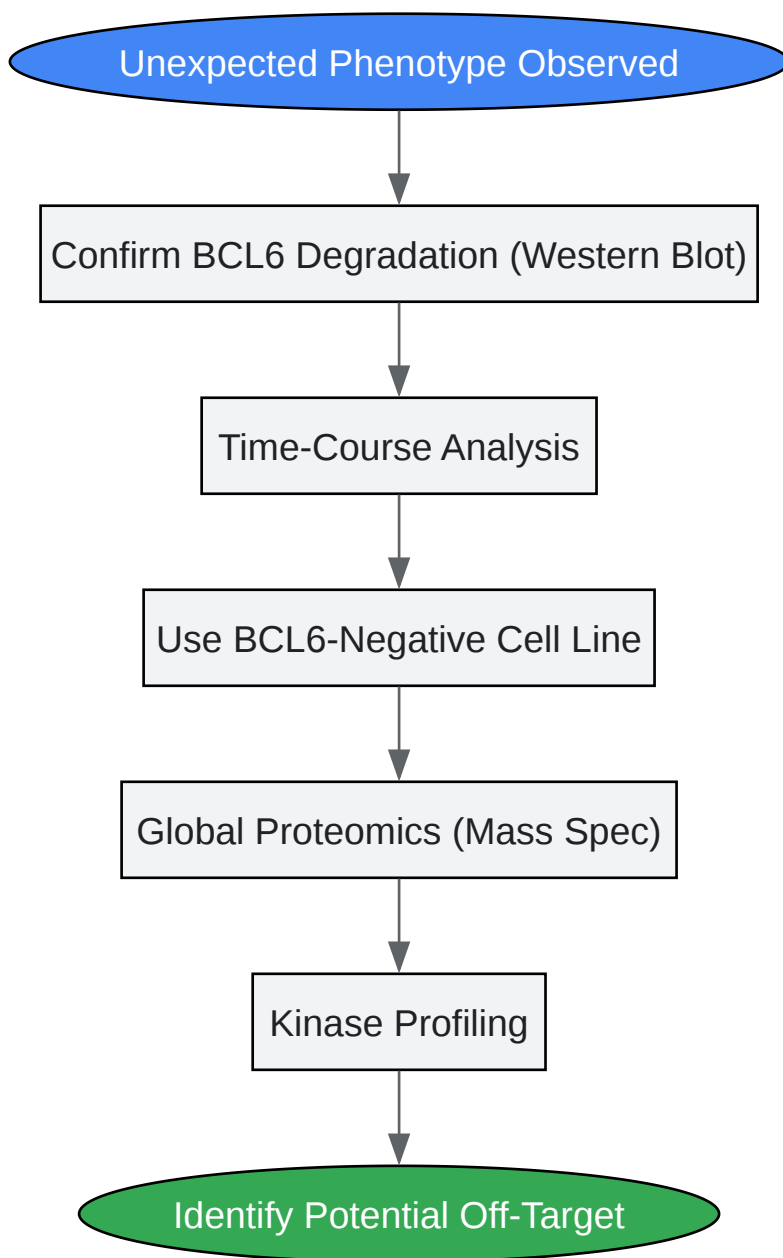 Unexpected Phenotype Observed
Confirm BCL6 Degradation (Western Blot)
Time-Course Analysis
Use BCL6-Negative Cell Line
Global Proteomics (Mass Spec)
Kinase Profiling
Identify Potential Off-Target